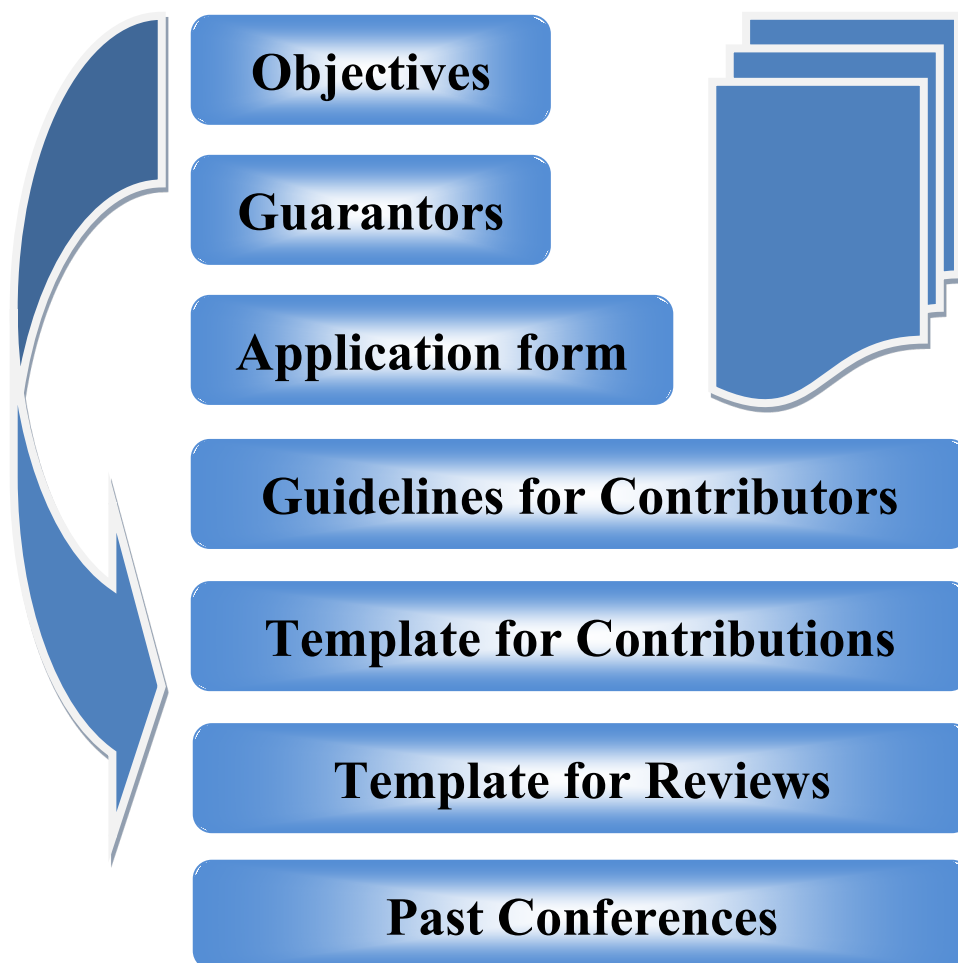 Objectives
Guarantors
Application form
Guidelines for Contributors
Template for Contributions
Template for Reviews
Past Conferences